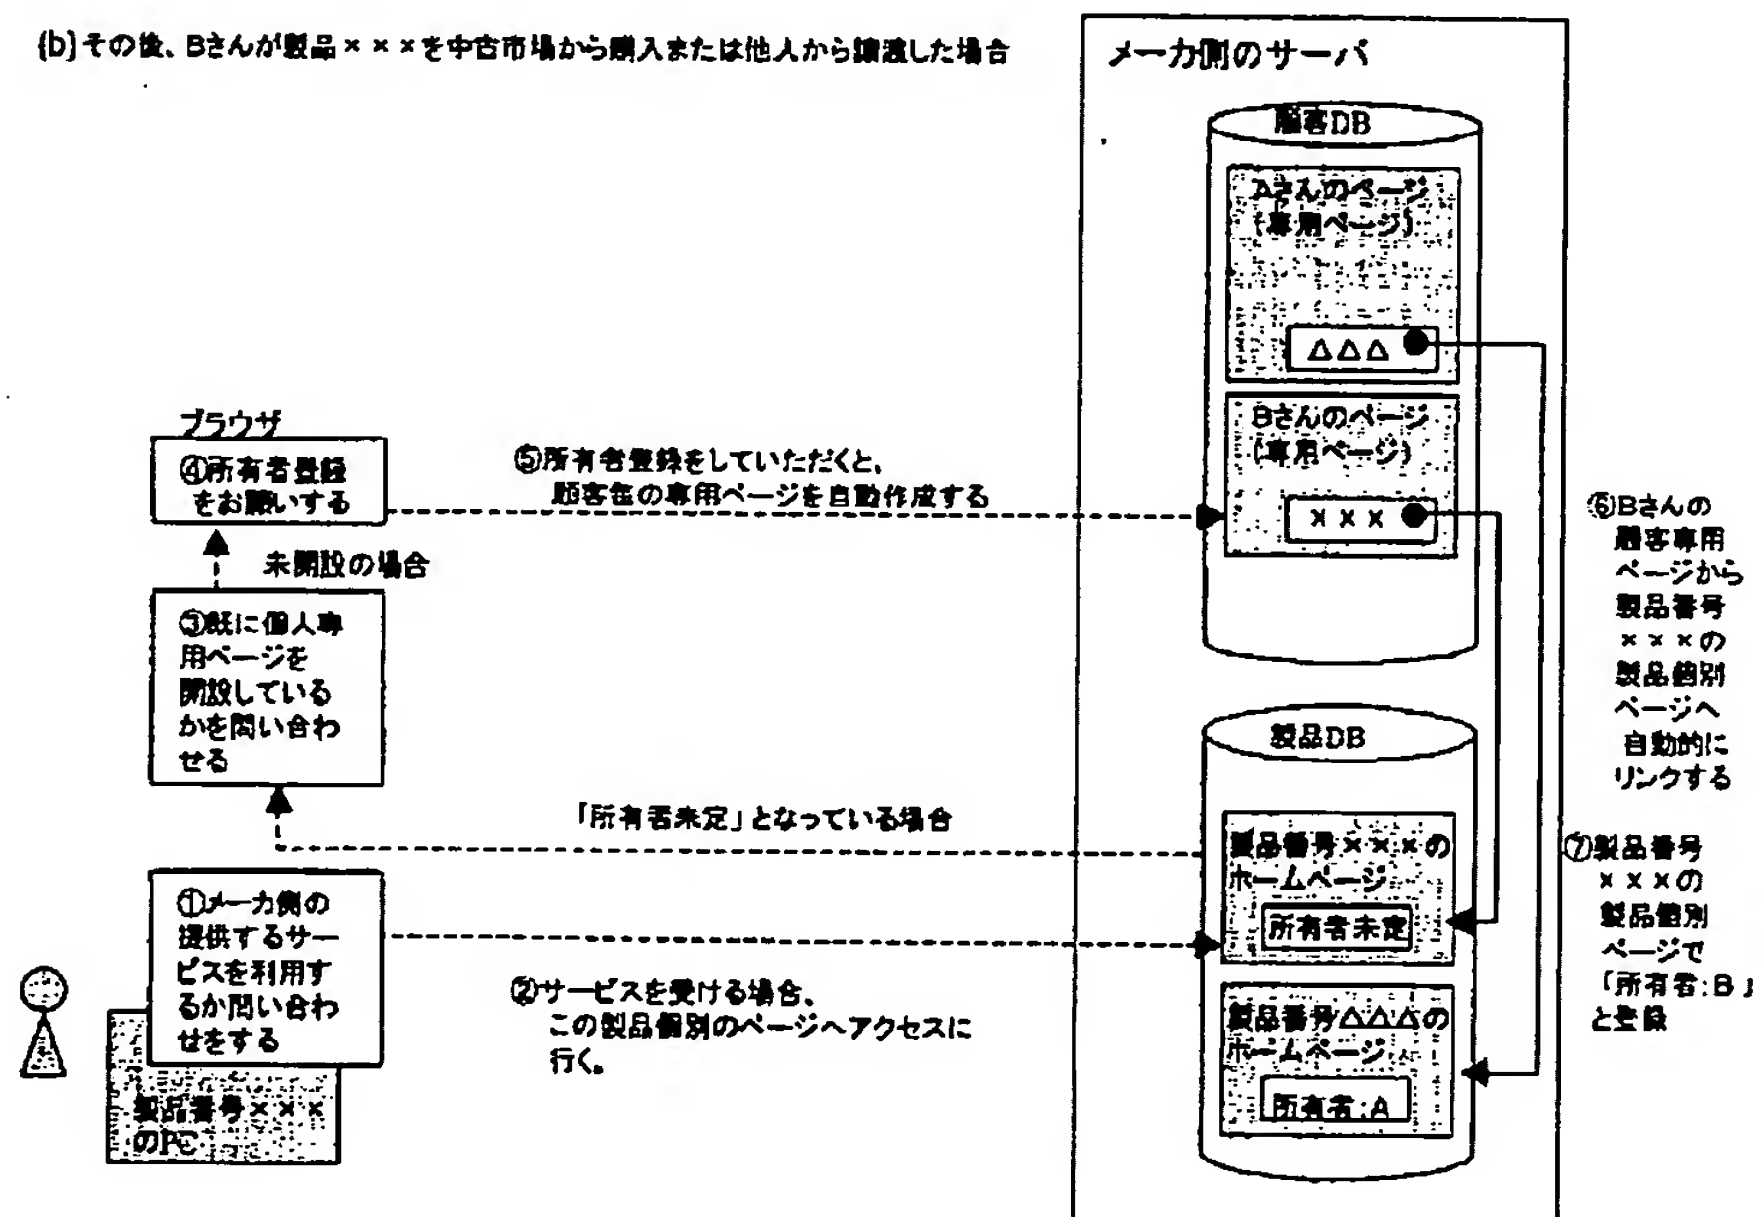 (b)その後、Bさんが製品×××を中古市場から購入または他人から譲渡した場合
メーカ側のサーバ
顧客DB
Aさんのページ
(専用ページ)
△△△
Bさんのページ
(専用ページ)
×××
ブラウザ
④所有者登録
をお願いする
⑤所有者登録をしていただくと、
顧客毎の専用ページを自動作成する
未開設の場合
③既に個人専
用ページを
開設している
かを問い合わ
せる
⑥Bさんの
顧客専用
ページから
製品番号
×××の
製品個別
ページへ
自動的に
リンクする
製品DB
「所有者未定」となっている場合
製品番号×××の
ホームページ
所有者未定
①メーカ側の
提供するサー
ビスを利用す
るか問い合わ
せをする
②サービスを受ける場合、
この製品個別のページへアクセスに
行く。
⑦製品番号
×××の
製品個別
ページで
「所有者:B」
と登録
製品番号△△△の
ホームページ
所有者:A
製品番号×××
のPC